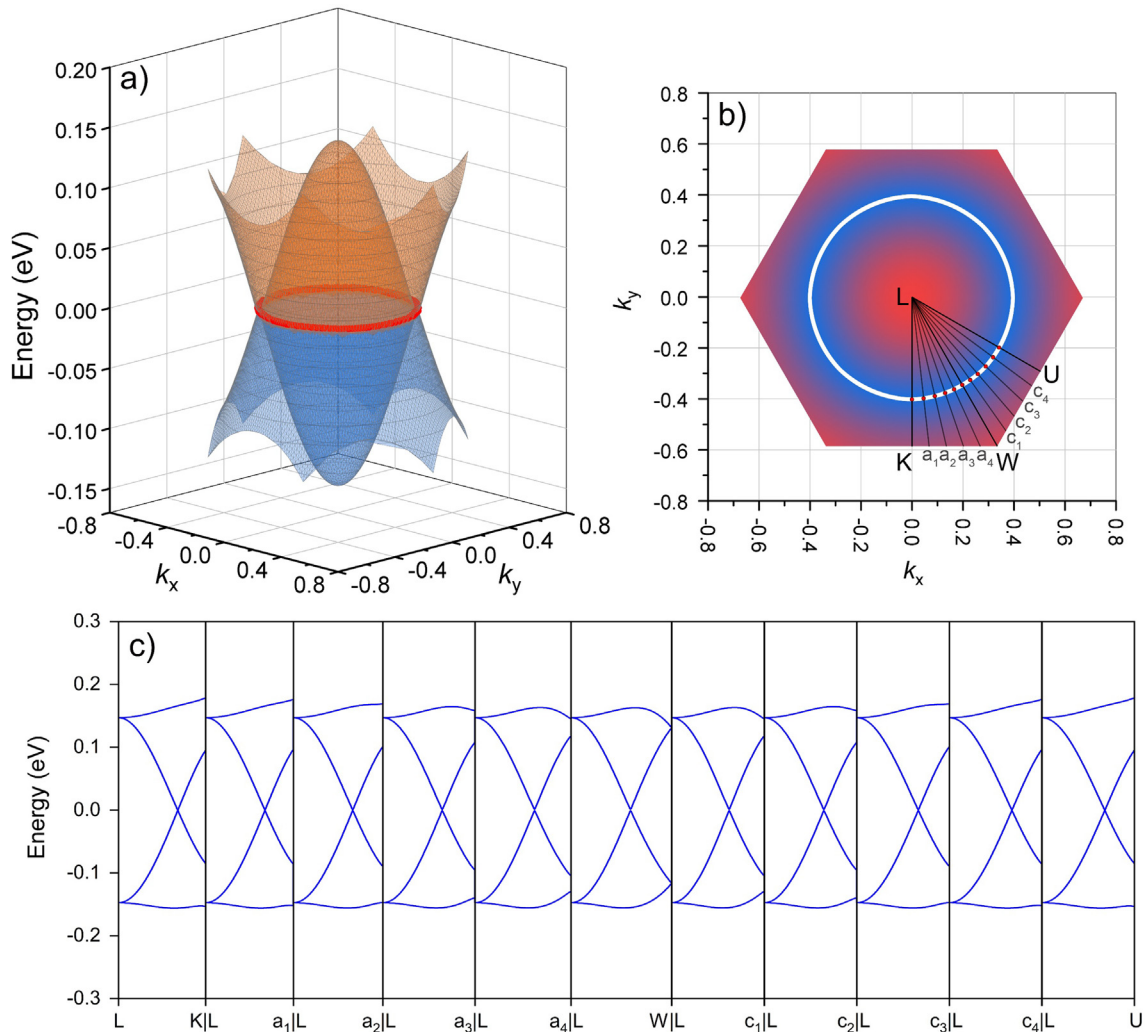 a)
0.20
0.15
0.10
0.05
0.00
-0.05
-0.10
-0.15
Energy (eV)
-0.8
-0.4
0.0
0.4
0.8
kx
-0.8
-0.4
0.0
0.4
0.8
ky
b)
0.8
0.6
0.4
0.2
0.0
-0.2
-0.4
-0.6
-0.8
ky
L
U
c4
c3
c2
c1
K a1 a2 a3 a4 W
-0.8 -0.6 -0.4 -0.2 0.0 0.2 0.4 0.6 0.8
kx
c)
0.3
0.2
0.1
0.0
-0.1
-0.2
-0.3
Energy (eV)
L K|L a1|L a2|L a3|L a4|L W|L c1|L c2|L c3|L c4|L U